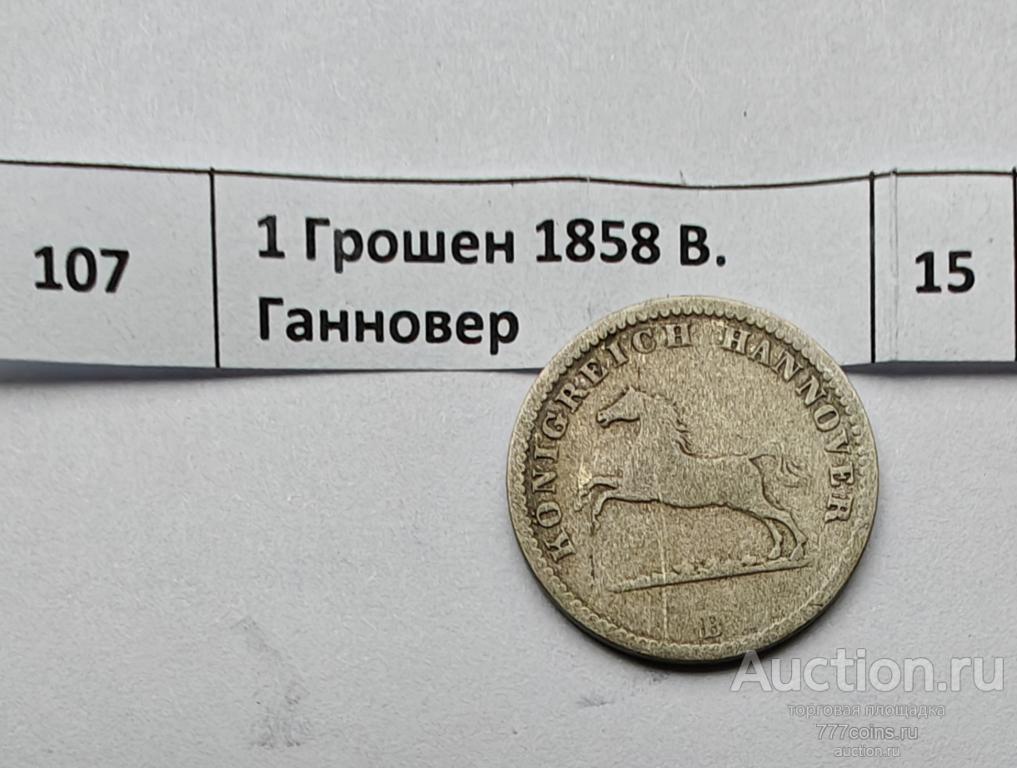 107
1 Грошен 1858 В.
Ганновер
15
KÖNIGREICH HANNOVER
B
Auction.ru
торговая площадка
777coins.ru
auction.ru